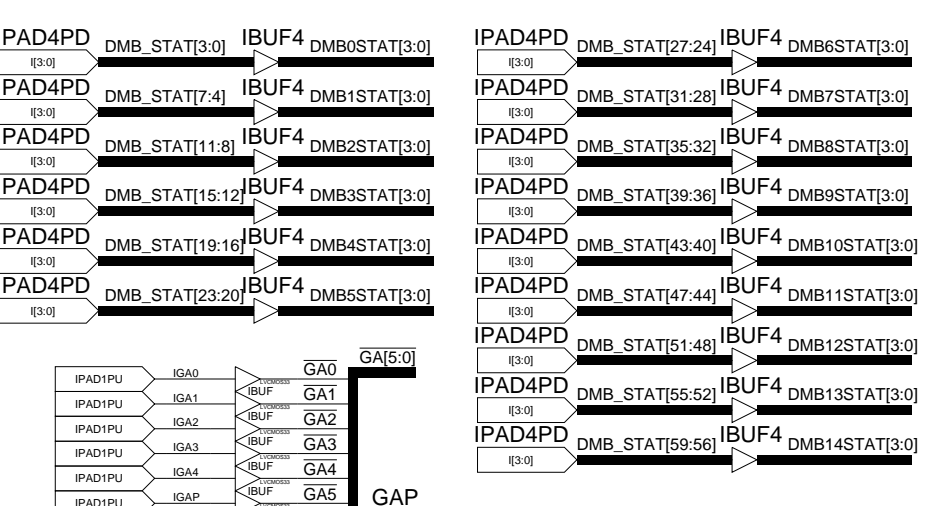 PAD4PD DMB_STAT[3:0] IBUF4 DMB0STAT[3:0]
I[3:0]
PAD4PD DMB_STAT[7:4] IBUF4 DMB1STAT[3:0]
I[3:0]
PAD4PD DMB_STAT[11:8] IBUF4 DMB2STAT[3:0]
I[3:0]
PAD4PD DMB_STAT[15:12] IBUF4 DMB3STAT[3:0]
I[3:0]
PAD4PD DMB_STAT[19:16] IBUF4 DMB4STAT[3:0]
I[3:0]
PAD4PD DMB_STAT[23:20] IBUF4 DMB5STAT[3:0]
I[3:0]
GA[5:0]
IPAD1PU IGA0 GA0
LVCMOS33
IPAD1PU IGA1 IBUF GA1
LVCMOS33
IPAD1PU IGA2 IBUF GA2
LVCMOS33
IPAD1PU IGA3 IBUF GA3
LVCMOS33
IPAD1PU IGA4 IBUF GA4
LVCMOS33
IPAD1PU IGAP IBUF GA5 GAP
LVCMOS33
IPAD4PD DMB_STAT[27:24] IBUF4 DMB6STAT[3:0]
I[3:0]
IPAD4PD DMB_STAT[31:28] IBUF4 DMB7STAT[3:0]
I[3:0]
IPAD4PD DMB_STAT[35:32] IBUF4 DMB8STAT[3:0]
I[3:0]
IPAD4PD DMB_STAT[39:36] IBUF4 DMB9STAT[3:0]
I[3:0]
IPAD4PD DMB_STAT[43:40] IBUF4 DMB10STAT[3:0]
I[3:0]
IPAD4PD DMB_STAT[47:44] IBUF4 DMB11STAT[3:0]
I[3:0]
IPAD4PD DMB_STAT[51:48] IBUF4 DMB12STAT[3:0]
I[3:0]
IPAD4PD DMB_STAT[55:52] IBUF4 DMB13STAT[3:0]
I[3:0]
IPAD4PD DMB_STAT[59:56] IBUF4 DMB14STAT[3:0]
I[3:0]